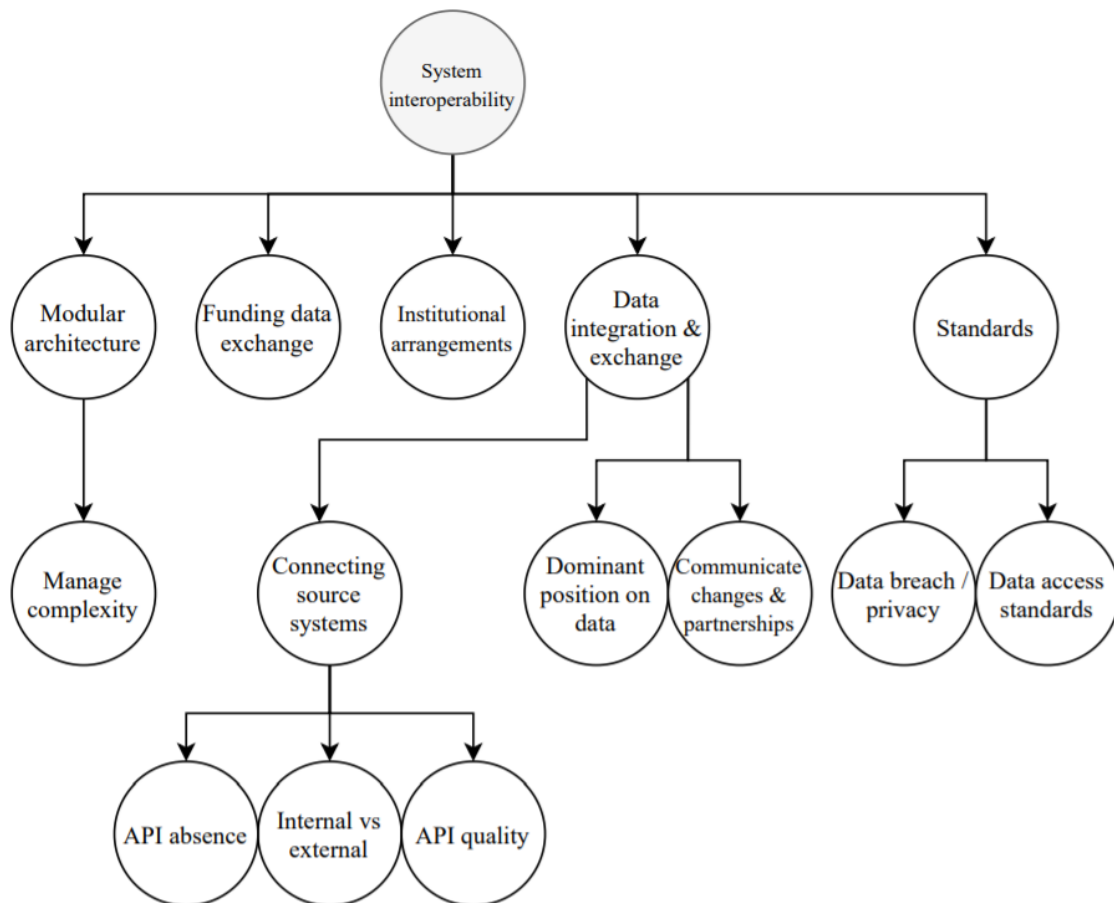 System
interoperability
Modular
architecture
Funding data
exchange
Institutional
arrangements
Data
integration &
exchange
Standards
Manage
complexity
Connecting
source
systems
Dominant
position on
data
Communicate
changes &
partnerships
Data breach /
privacy
Data access
standards
API absence
Internal vs
external
API quality